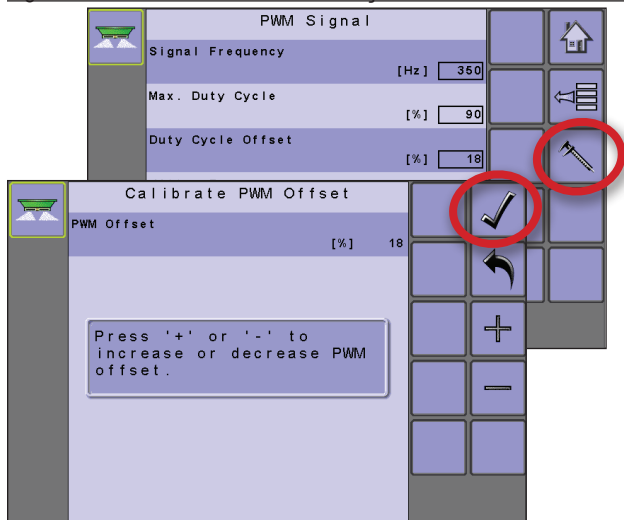 PWM Signal
Signal Frequency
[Hz] 350
Max. Duty Cycle
[%] 90
Duty Cycle Offset
[%] 18
Calibrate PWM Offset
PWM Offset
[%] 18
Press '+' or '-' to
increase or decrease PWM
offset.